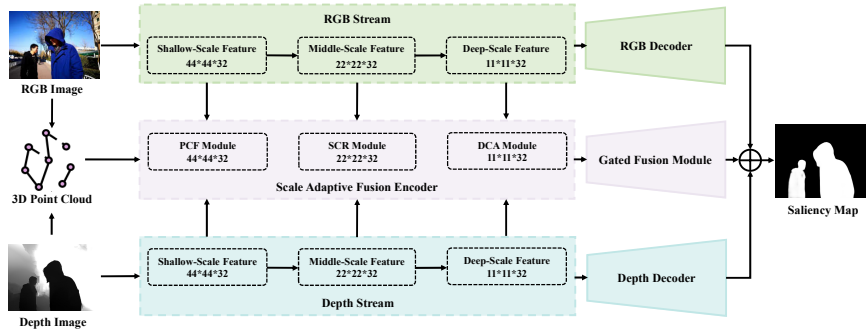 RGB Stream
Shallow-Scale Feature
44*44*32
Middle-Scale Feature
22*22*32
Deep-Scale Feature
11*11*32
RGB Decoder
RGB Image
PCF Module
44*44*32
SCR Module
22*22*32
DCA Module
11*11*32
Gated Fusion Module
Scale Adaptive Fusion Encoder
3D Point Cloud
Saliency Map
Shallow-Scale Feature
44*44*32
Middle-Scale Feature
22*22*32
Deep-Scale Feature
11*11*32
Depth Decoder
Depth Stream
Depth Image